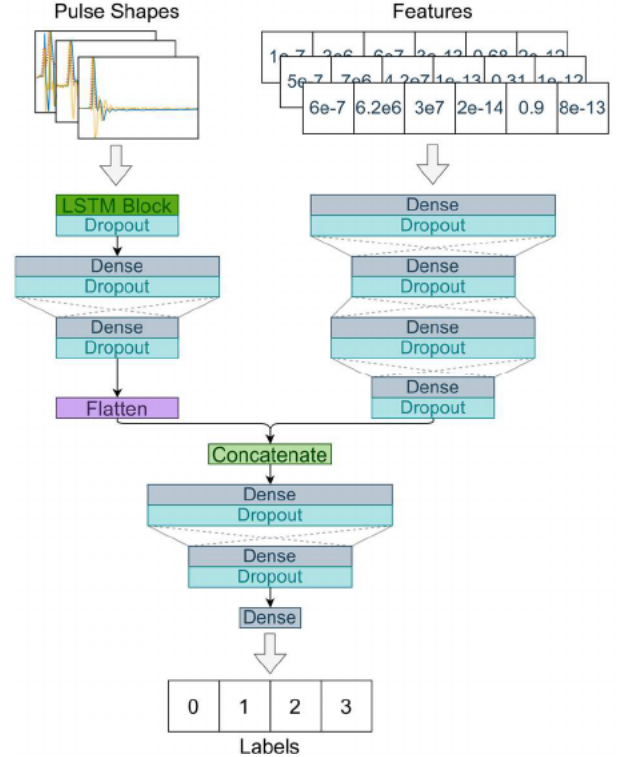 Pulse Shapes
Features
6e-7 6.2e6 3e7 2e-14 0.9 8e-13
LSTM Block
Dropout
Dense
Dropout
Dense
Dropout
Flatten
Dense
Dropout
Dense
Dropout
Dense
Dropout
Dense
Dropout
Concatenate
Dense
Dropout
Dense
Dropout
Dense
0 1 2 3
Labels